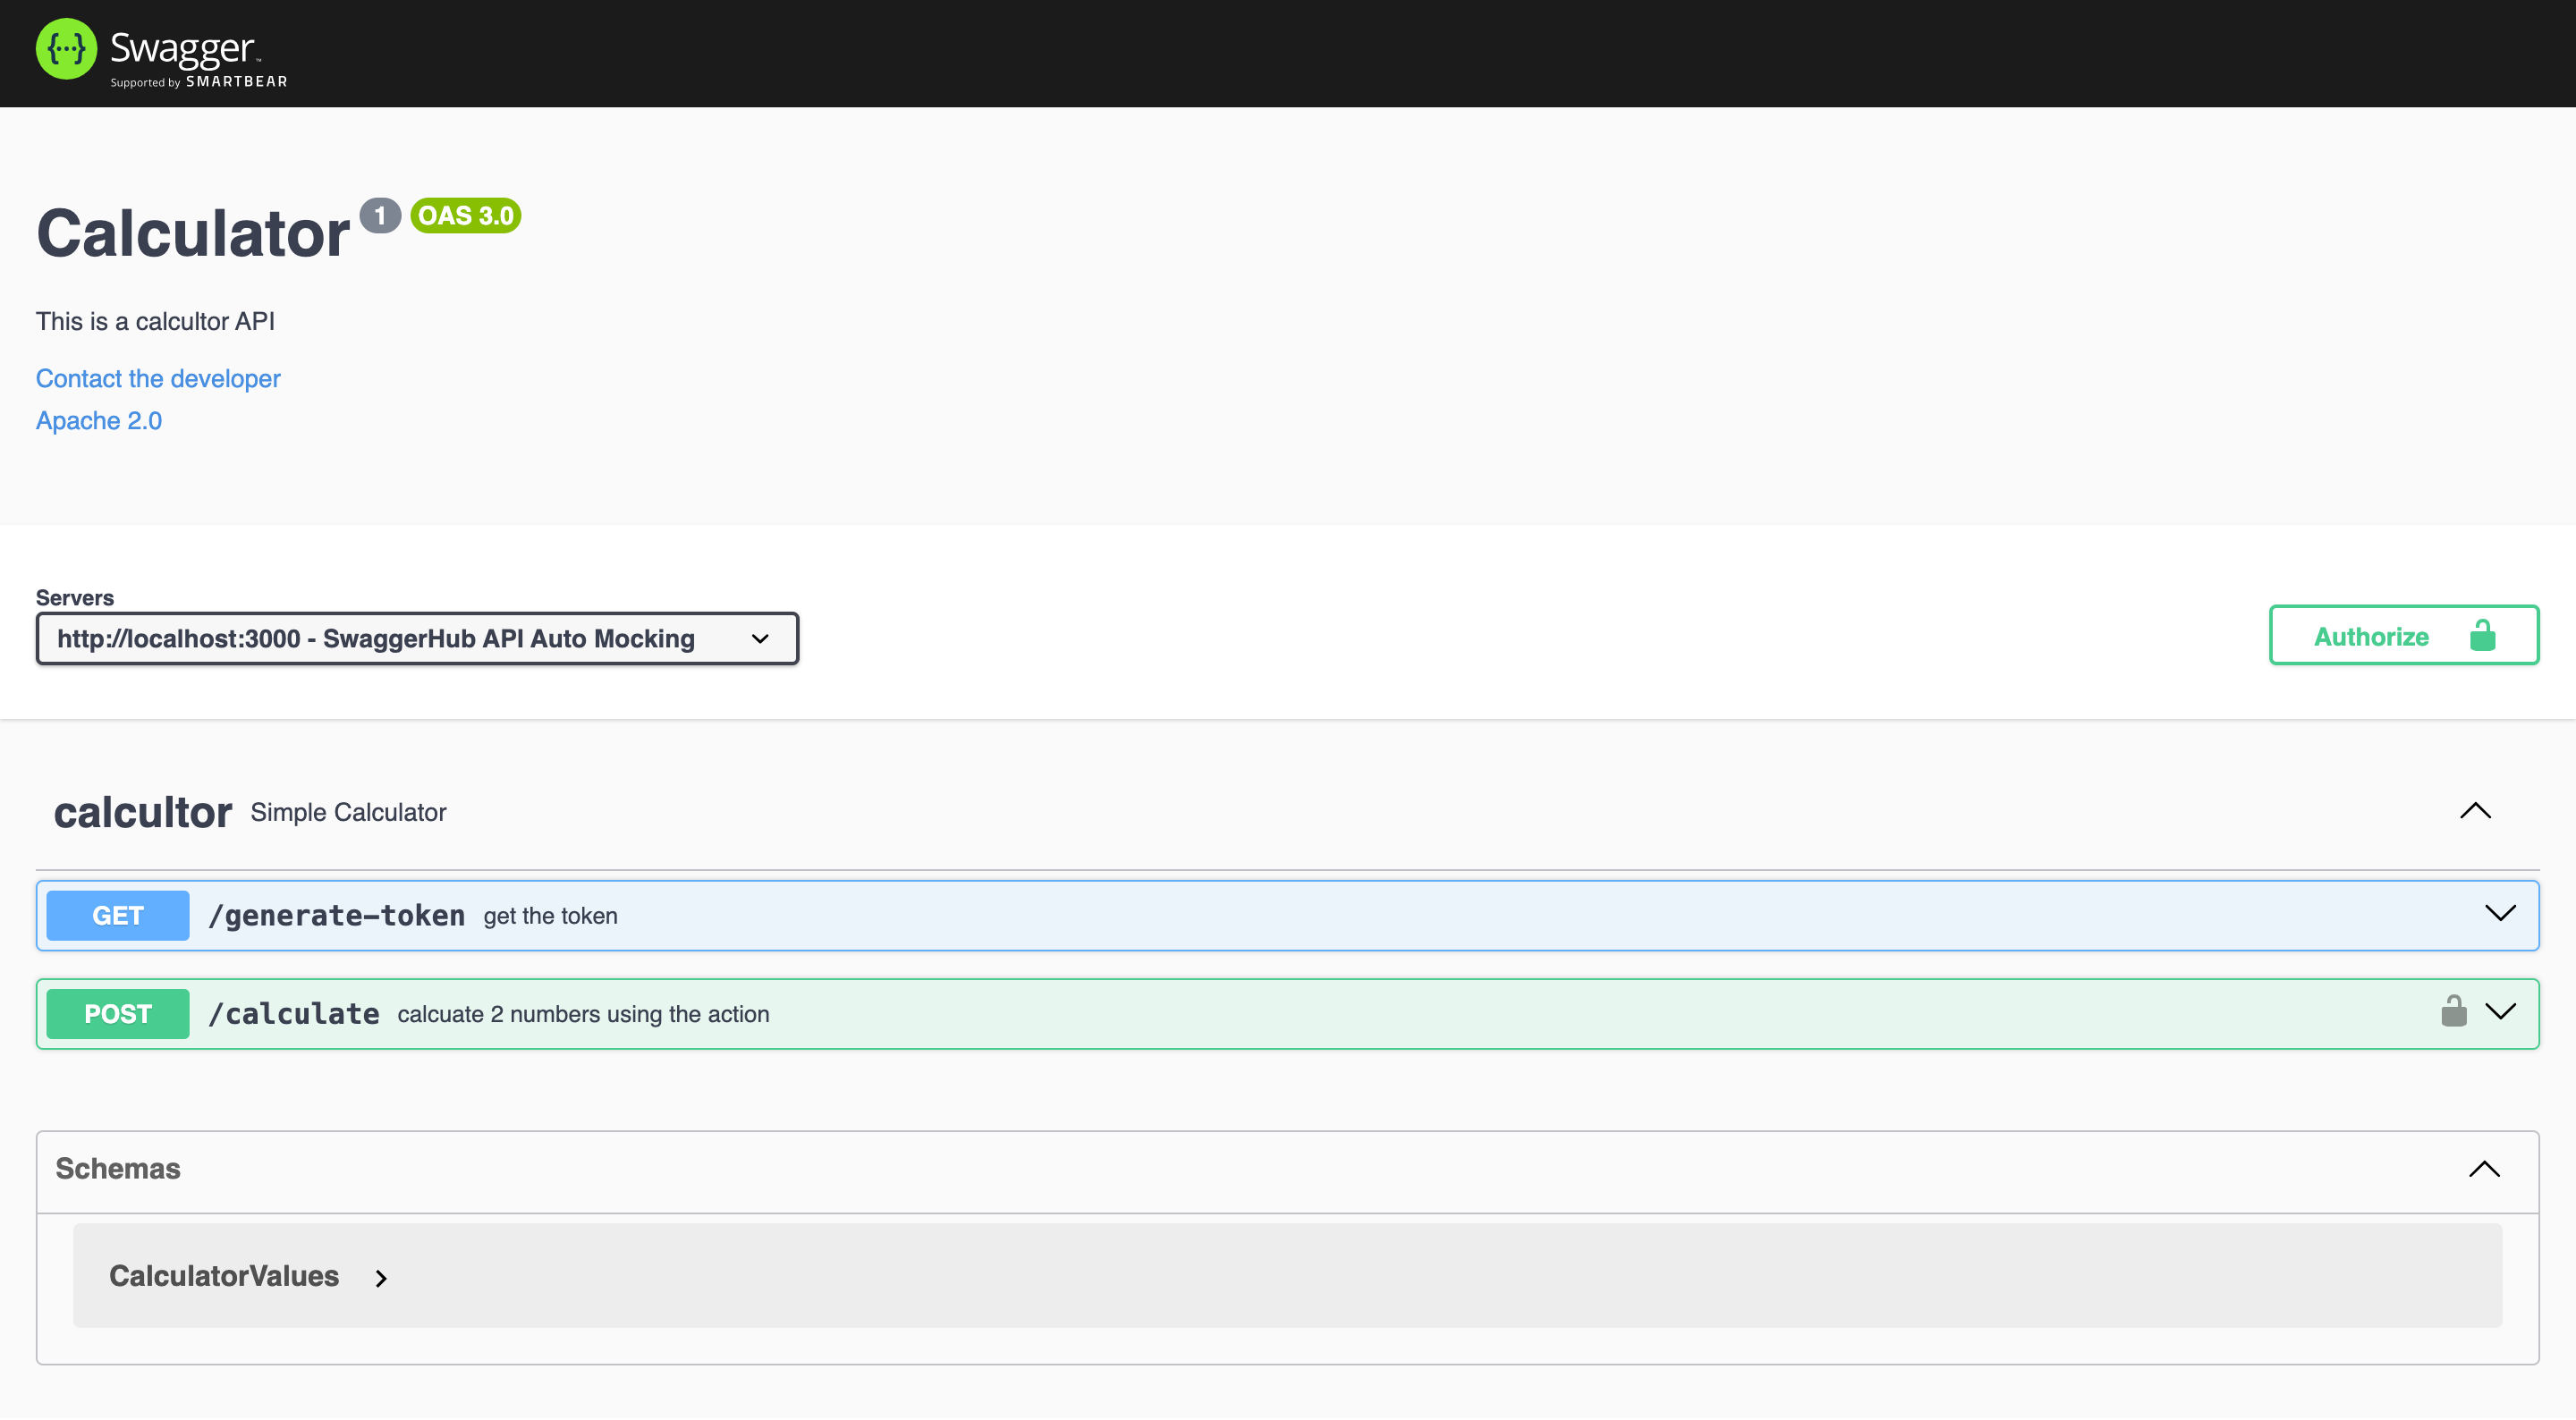 {···} Swagger™
Supported by SMARTBEAR
Calculator 1 OAS 3.0
This is a calcultor API
Contact the developer
Apache 2.0
Servers
http://localhost:3000 - SwaggerHub API Auto Mocking
Authorize
calcultor Simple Calculator
GET /generate-token get the token
POST /calculate calcuate 2 numbers using the action
Schemas
CalculatorValues